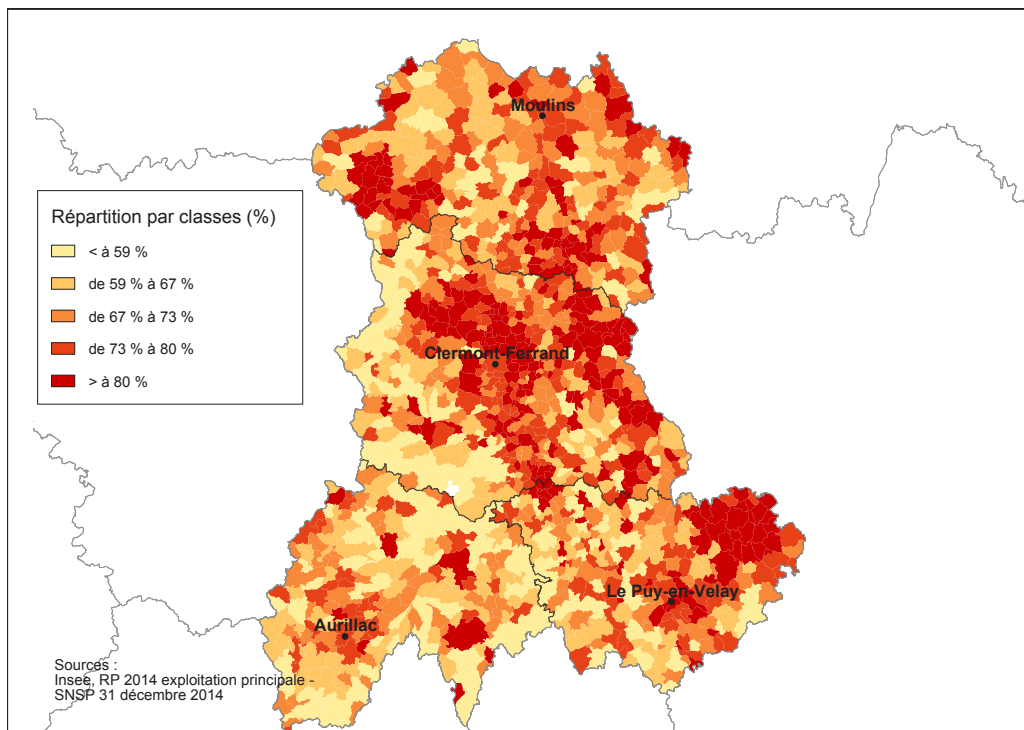 Moulins
Répartition par classes (%)
< à 59 %
de 59 % à 67 %
de 67 % à 73 %
de 73 % à 80 %
> à 80 %
Clermont-Ferrand
Le Puy-en-Velay
Aurillac
Sources :
Insee, RP 2014 exploitation principale -
SNSP 31 décembre 2014